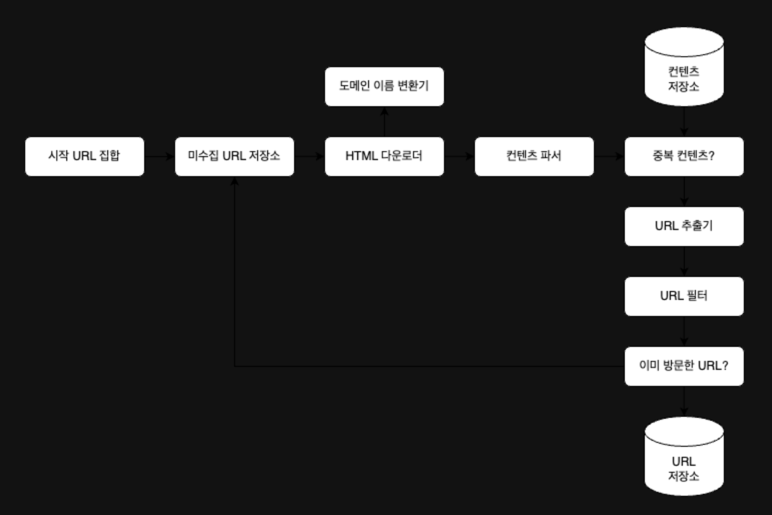 컨텐츠
저장소
도메인 이름 변환기
시작 URL 집합
미수집 URL 저장소
HTML 다운로더
컨텐츠 파서
중복 컨텐츠?
URL 추출기
URL 필터
이미 방문한 URL?
URL
저장소